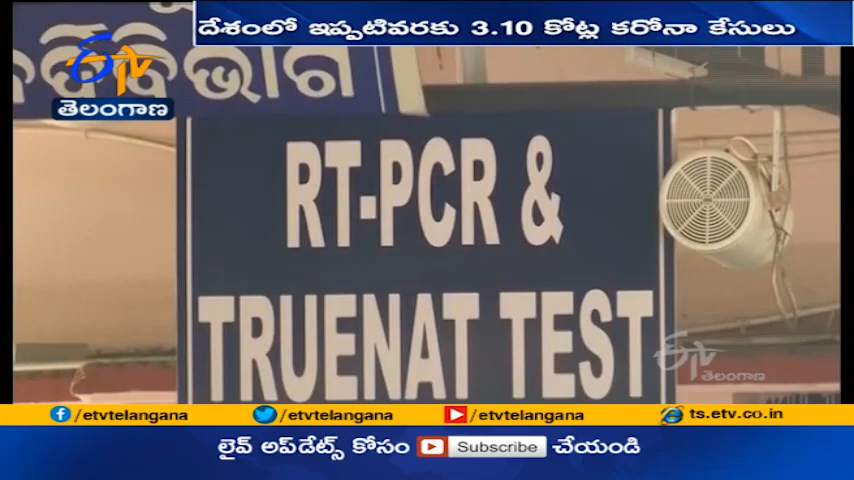 దేశంలో ఇప్పటివరకు 3.10 కోట్ల కరోనా కేసులు
etv
తెలంగాణ
RT-PCR &
TRUENAT TEST
etv తెలంగాణ
/etvtelangana /etvtelangana /etvtelangana ts.etv.co.in
లైవ్ అప్‌డేట్స్ కోసం Subscribe చేయండి